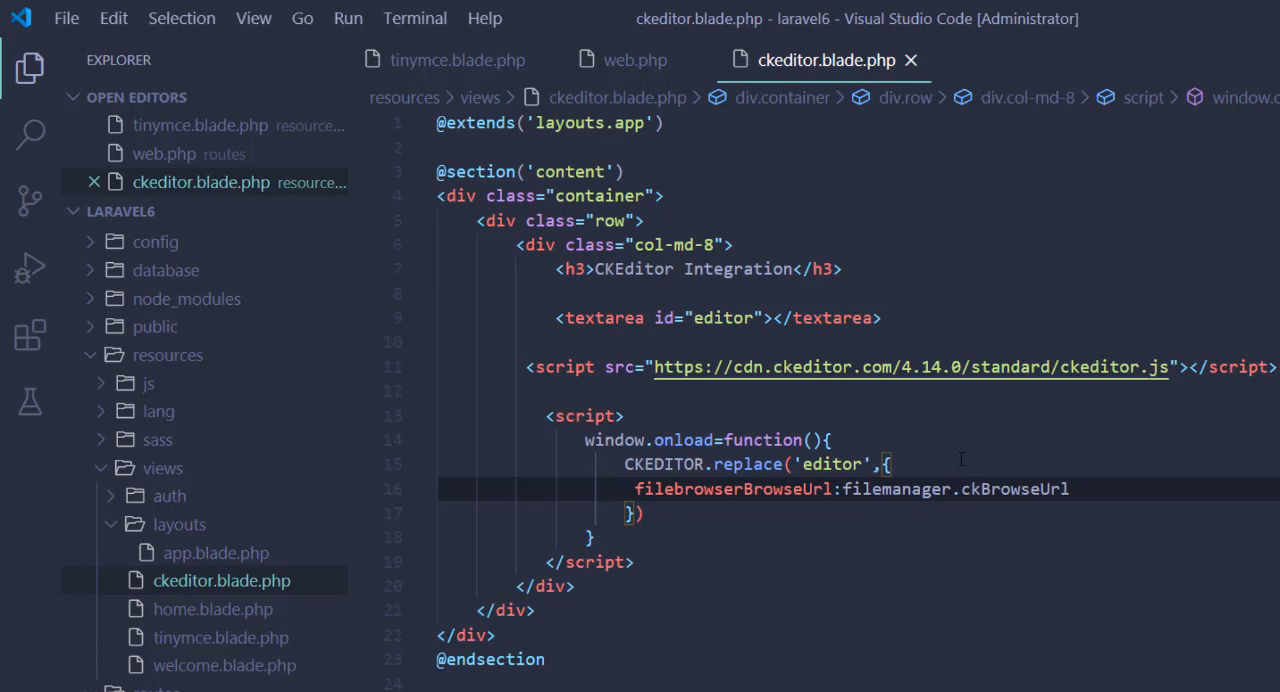 File Edit Selection View Go Run Terminal Help
ckeditor.blade.php - laravel6 - Visual Studio Code [Administrator]
EXPLORER
OPEN EDITORS
tinymce.blade.php resource...
web.php routes
ckeditor.blade.php resource...
LARAVEL6
config
database
node_modules
public
resources
js
lang
sass
views
auth
layouts
app.blade.php
ckeditor.blade.php
home.blade.php
tinymce.blade.php
welcome.blade.php
tinymce.blade.php web.php ckeditor.blade.php
resources > views > ckeditor.blade.php > div.container > div.row > div.col-md-8 > script > window.o
1 @extends('layouts.app')
2
3 @section('content')
4 <div class="container">
5 <div class="row">
6 <div class="col-md-8">
7 <h3>CKEditor Integration</h3>
8
9 <textarea id="editor"></textarea>
10
11 <script src="https://cdn.ckeditor.com/4.14.0/standard/ckeditor.js"></script>
12
13 <script>
14 window.onload=function(){
15 CKEDITOR.replace('editor',{
16 filebrowserBrowseUrl:filemanager.ckBrowseUrl
17 })
18 }
19 </script>
20 </div>
21 </div>
22 </div>
23 @endsection
24